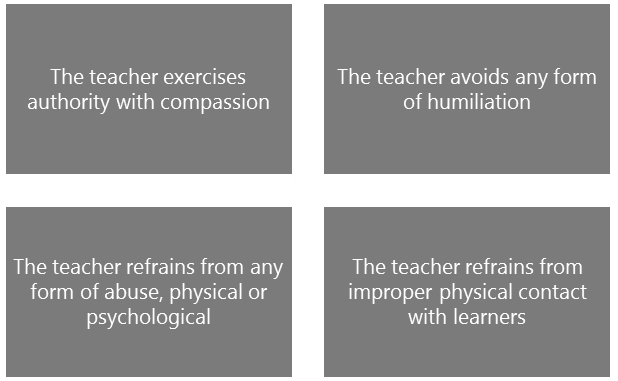 The teacher exercises
authority with compassion
The teacher avoids any form
of humiliation
The teacher refrains from any
form of abuse, physical or
psychological
The teacher refrains from
improper physical contact
with learners